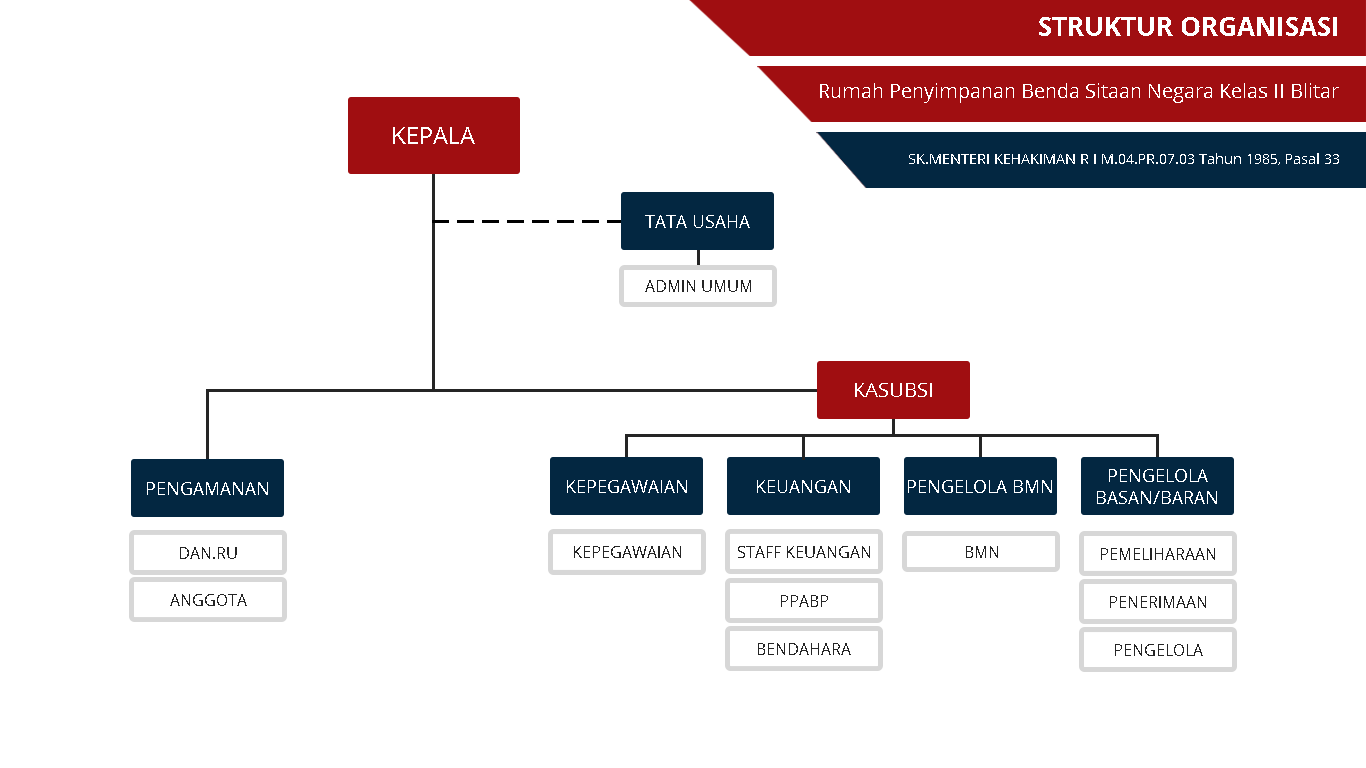 STRUKTUR ORGANISASI
Rumah Penyimpanan Benda Sitaan Negara Kelas II Blitar
SK.MENTERI KEHAKIMAN R I M.04.PR.07.03 Tahun 1985, Pasal 33
KEPALA
TATA USAHA
ADMIN UMUM
KASUBSI
PENGAMANAN
DAN.RU
ANGGOTA
KEPEGAWAIAN
KEPEGAWAIAN
KEUANGAN
STAFF KEUANGAN
PPABP
BENDAHARA
PENGELOLA BMN
BMN
PENGELOLA
BASAN/BARAN
PEMELIHARAAN
PENERIMAAN
PENGELOLA